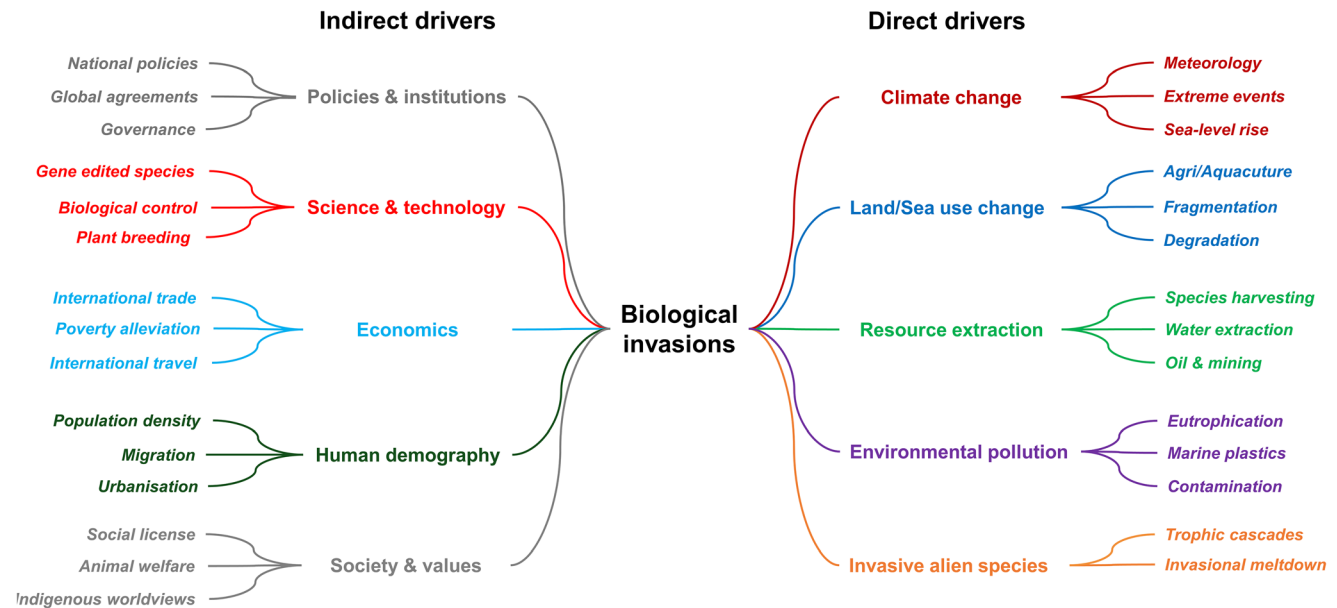 Indirect drivers
Direct drivers
National policies
Global agreements
Governance
Policies & institutions
Gene edited species
Biological control
Plant breeding
Science & technology
International trade
Poverty alleviation
International travel
Economics
Population density
Migration
Urbanisation
Human demography
Social license
Animal welfare
Indigenous worldviews
Society & values
Biological
invasions
Climate change
Meteorology
Extreme events
Sea-level rise
Land/Sea use change
Agri/Aquacuture
Fragmentation
Degradation
Resource extraction
Species harvesting
Water extraction
Oil & mining
Environmental pollution
Eutrophication
Marine plastics
Contamination
Invasive alien species
Trophic cascades
Invasional meltdown